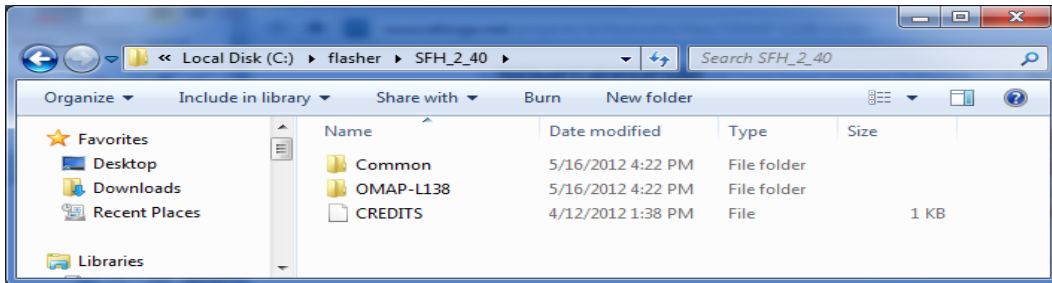 « Local Disk (C:) ▸ flasher ▸ SFH_2_40 ▸ Search SFH_2_40
Organize ▾ Include in library ▾ Share with ▾ Burn New folder
Favorites
Desktop
Downloads
Recent Places
Libraries
Name Date modified Type Size
Common 5/16/2012 4:22 PM File folder
OMAP-L138 5/16/2012 4:22 PM File folder
CREDITS 4/12/2012 1:38 PM File 1 KB